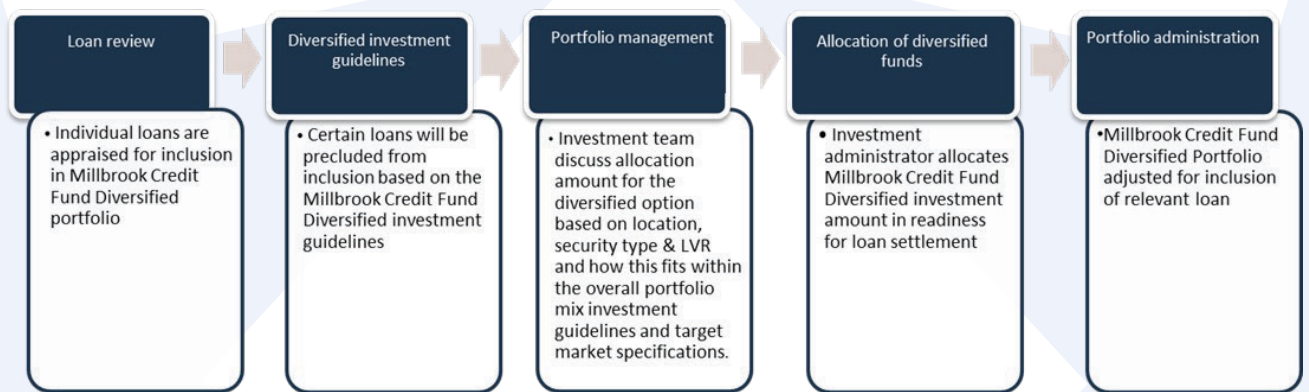 Loan review
• Individual loans are
appraised for inclusion
in Millbrook Credit
Fund Diversified
portfolio
Diversified investment
guidelines
• Certain loans will be
precluded from
inclusion based on the
Millbrook Credit Fund
Diversified investment
guidelines
Portfolio management
• Investment team
discuss allocation
amount for the
diversified option
based on location,
security type & LVR
and how this fits within
the overall portfolio
mix investment
guidelines and target
market specifications.
Allocation of diversified
funds
• Investment
administrator allocates
Millbrook Credit Fund
Diversified investment
amount in readiness
for loan settlement
Portfolio administration
•Millbrook Credit Fund
Diversified Portfolio
adjusted for inclusion
of relevant loan